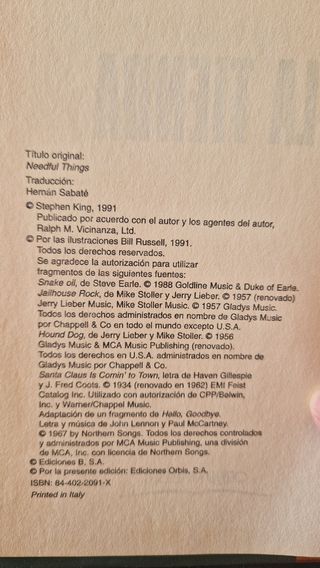 LA TIENDA
Título original:
Needful Things
Traducción:
Hernán Sabaté
© Stephen King, 1991
Publicado por acuerdo con el autor y los agentes del autor,
Ralph M. Vicinanza, Ltd.
© Por las ilustraciones Bill Russell, 1991.
Todos los derechos reservados.
Se agradece la autorización para utilizar
fragmentos de las siguientes fuentes:
Snake oil, de Steve Earle. © 1988 Goldline Music & Duke of Earle.
Jailhouse Rock, de Mike Stoller y Jerry Lieber. © 1957 (renovado)
Jerry Lieber Music, Mike Stoller Music. © 1957 Gladys Music.
Todos los derechos administrados en nombre de Gladys Music
por Chappell & Co en todo el mundo excepto U.S.A.
Hound Dog, de Jerry Lieber y Mike Stoller. © 1956
Gladys Music & MCA Music Publishing (renovado).
Todos los derechos en U.S.A. administrados en nombre de
Gladys Music por Chappell & Co.
Santa Claus Is Comin' to Town, letra de Haven Gillespie
y J. Fred Coots. © 1934 (renovado en 1962) EMI Feist
Catalog Inc. Utilizado con autorización de CPP/Belwin,
Inc. y Warner/Chappel Music.
Adaptación de un fragmento de Hello, Goodbye.
Letra y música de John Lennon y Paul McCartney.
© 1967 by Northern Songs. Todos los derechos controlados
y administrados por MCA Music Publishing, una división
de MCA, Inc. con licencia de Northern Songs.
© Ediciones B, S.A.
© Por la presente edición: Ediciones Orbis, S.A.
ISBN: 84-402-2091-X
Printed in Italy